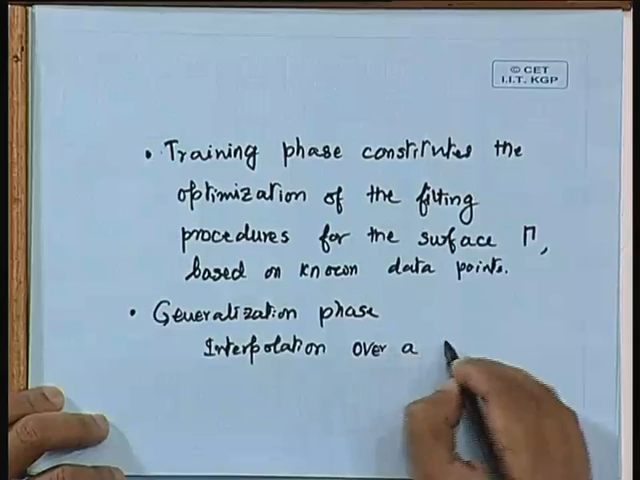 © CET
I.I.T. KGP
• Training phase constitutes the
optimization of the fitting
procedures for the surface Γ,
based on known data points.
• Generalization phase
Interpolation over a